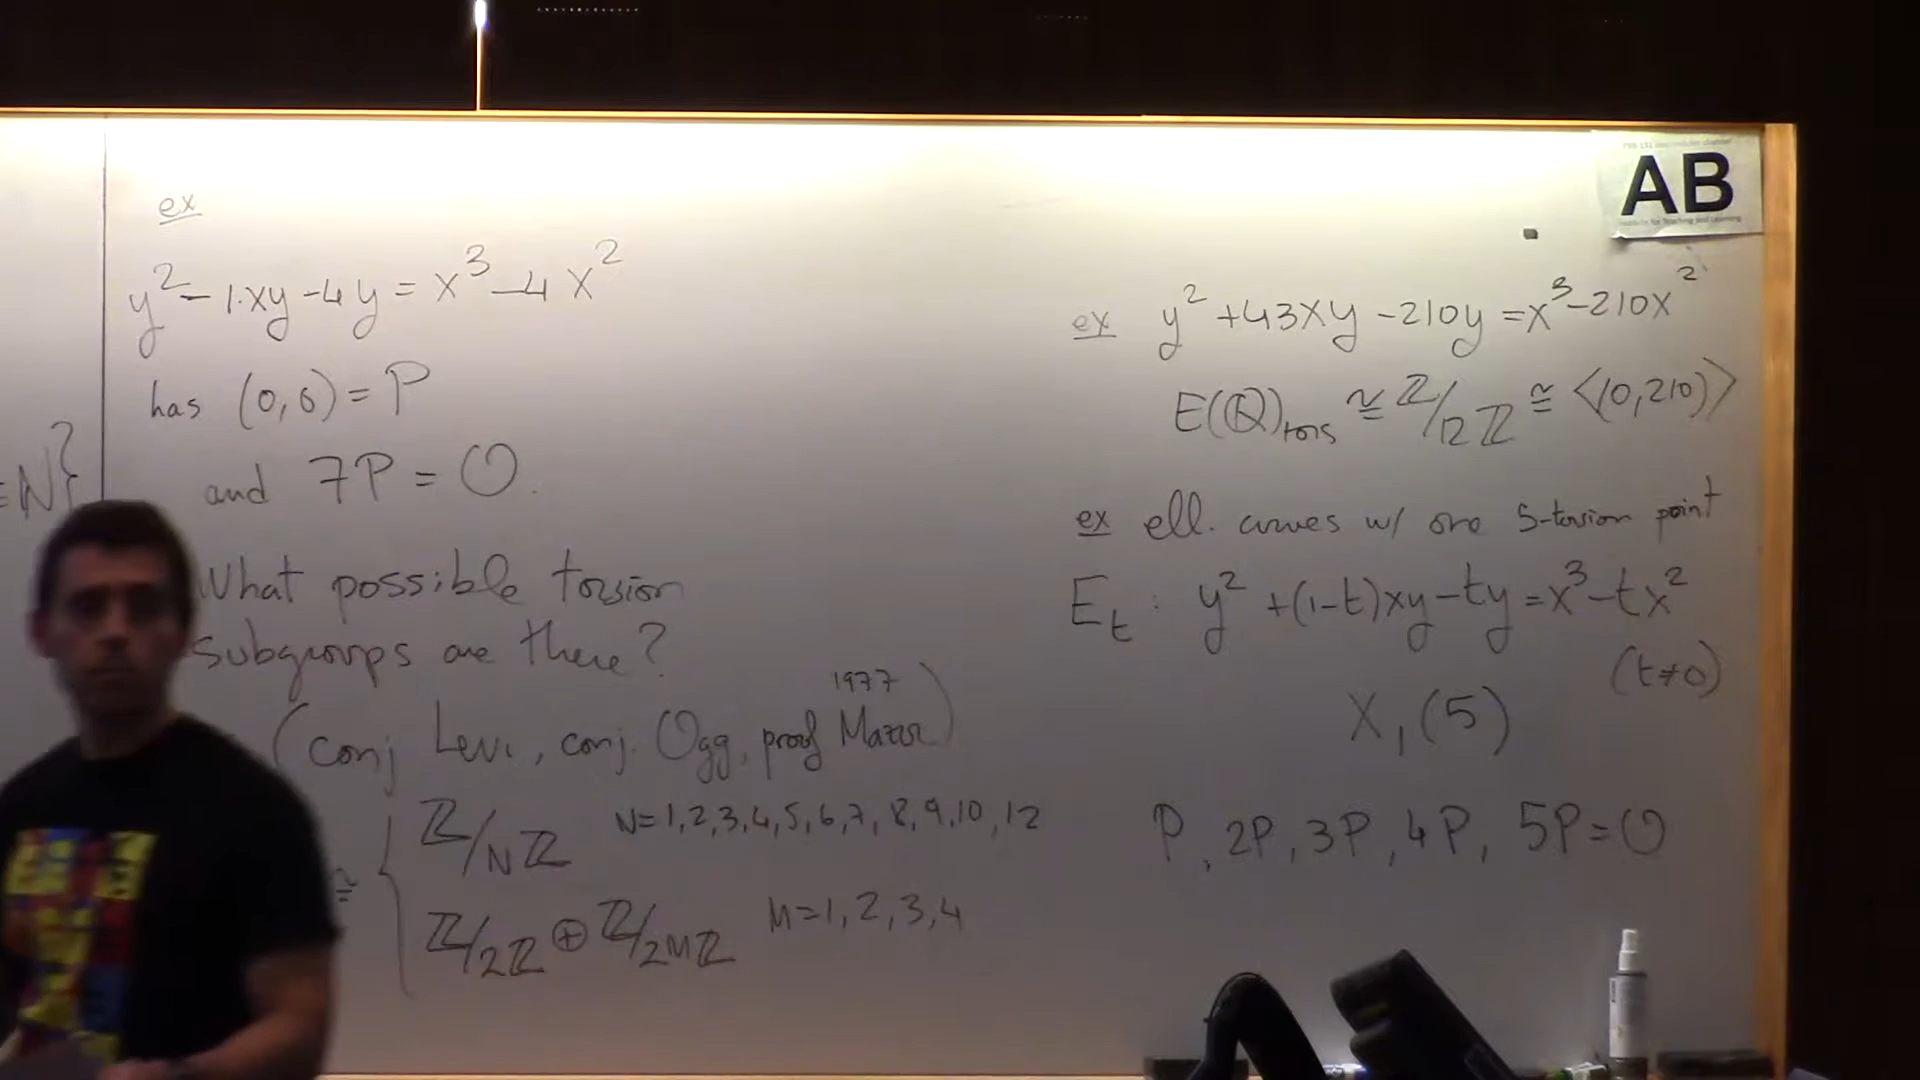 = N}
ex
y² - 1·xy - 4y = x³ - 4x²
has (0,0) = P
and 7P = O.
What possible torsion
subgroups are there?
1977
(conj Levi, conj. Ogg, proof Mazur)
≅ { ℤ/Nℤ N=1,2,3,4,5,6,7,8,9,10,12
ℤ/2ℤ ⊕ ℤ/2Mℤ M=1,2,3,4
AB
ex y² + 43xy - 210y = x³ - 210x²
E(ℚ)tors ≅ ℤ/12ℤ ≅ ⟨(0,210)⟩
ex ell. curves w/ one 5-torsion point
E_t : y² + (1-t)xy - ty = x³ - tx²
(t≠0)
X₁(5)
P, 2P, 3P, 4P, 5P = O